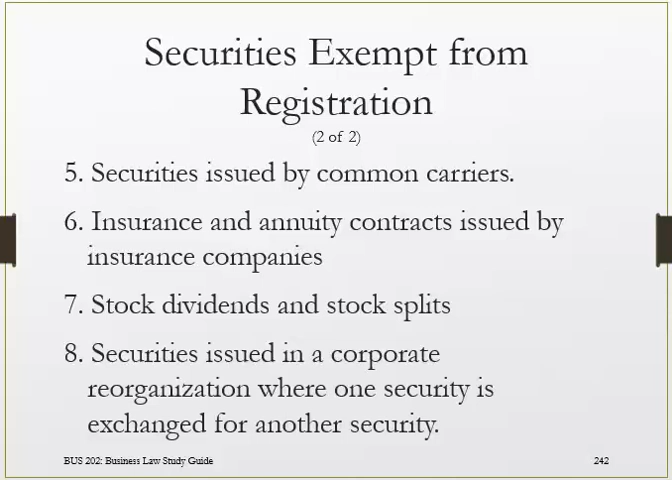 Securities Exempt from
Registration
(2 of 2)
5. Securities issued by common carriers.
6. Insurance and annuity contracts issued by
insurance companies
7. Stock dividends and stock splits
8. Securities issued in a corporate
reorganization where one security is
exchanged for another security.
BUS 202: Business Law Study Guide
242